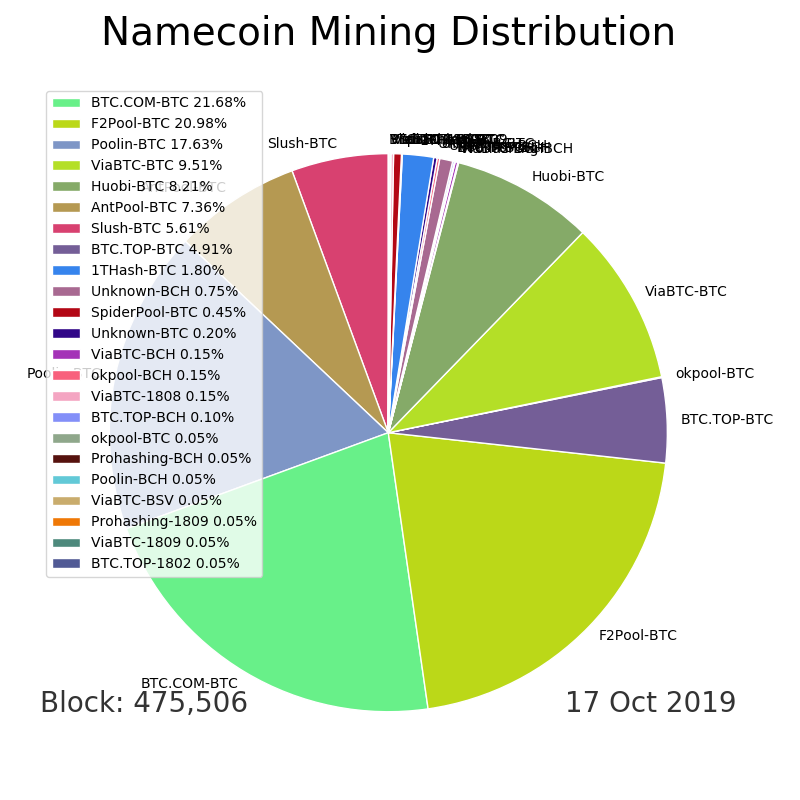 Namecoin Mining Distribution
BTC.COM-BTC 21.68%
F2Pool-BTC 20.98%
Poolin-BTC 17.63%
ViaBTC-BTC 9.51%
Huobi-BTC 8.21%
AntPool-BTC 7.36%
Slush-BTC 5.61%
BTC.TOP-BTC 4.91%
1THash-BTC 1.80%
Unknown-BCH 0.75%
SpiderPool-BTC 0.45%
Unknown-BTC 0.20%
ViaBTC-BCH 0.15%
okpool-BCH 0.15%
ViaBTC-1808 0.15%
BTC.TOP-BCH 0.10%
okpool-BTC 0.05%
Prohashing-BCH 0.05%
Poolin-BCH 0.05%
ViaBTC-BSV 0.05%
Prohashing-1809 0.05%
ViaBTC-1809 0.05%
BTC.TOP-1802 0.05%
Slush-BTC
Huobi-BTC
ViaBTC-BTC
okpool-BTC
BTC.TOP-BTC
F2Pool-BTC
BTC.COM-BTC
Block: 475,506
17 Oct 2019